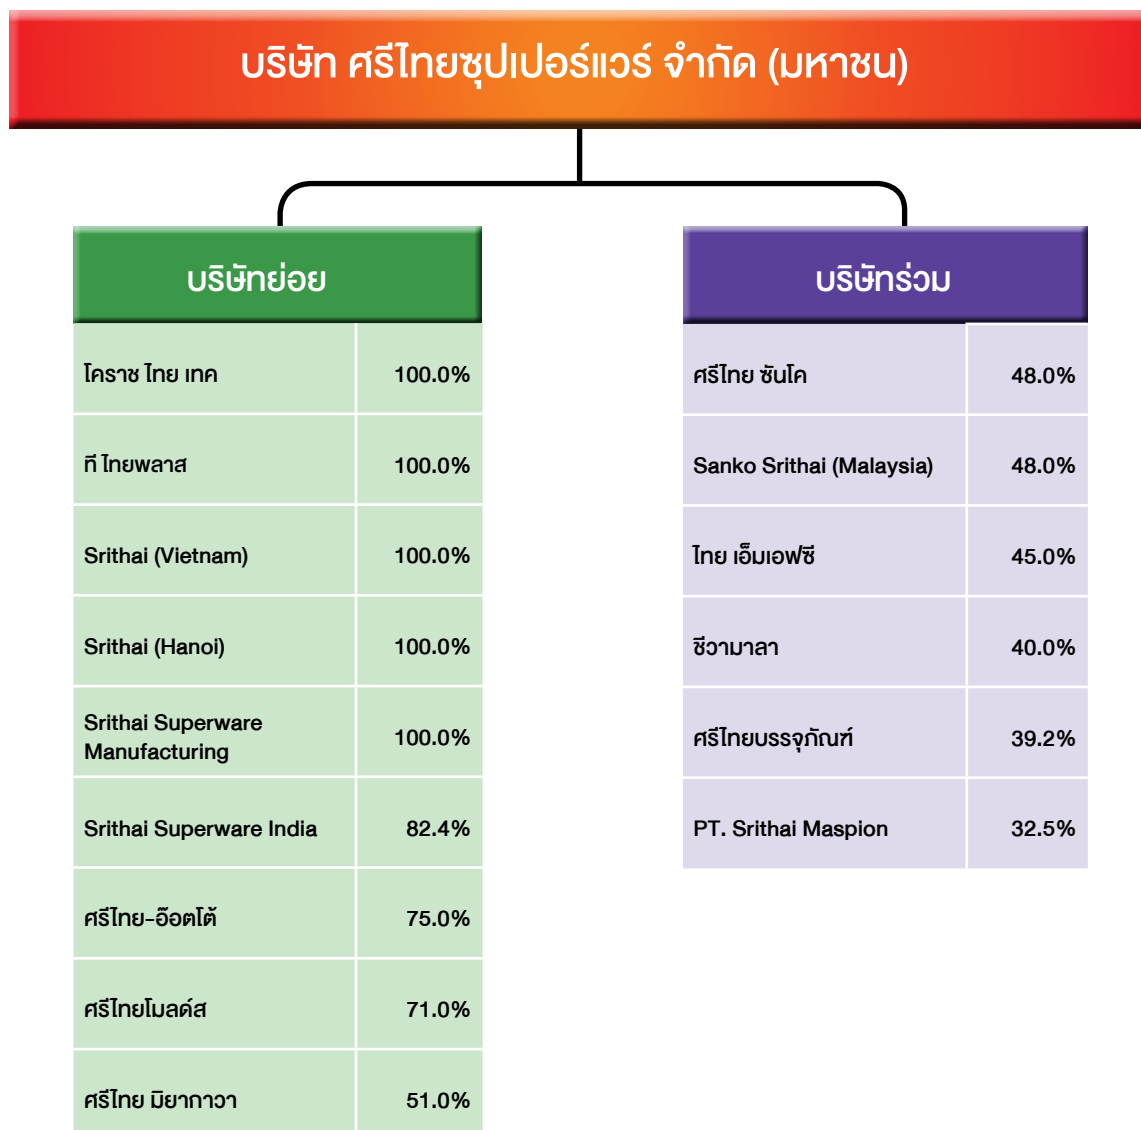 บริษัท ศรีไทยซุปเปอร์แวร์ จำกัด (มหาชน)
บริษัทย่อย
โคราช ไทย เทค 100.0%
ที ไทยพลาส 100.0%
Srithai (Vietnam) 100.0%
Srithai (Hanoi) 100.0%
Srithai Superware
Manufacturing 100.0%
Srithai Superware India 82.4%
ศรีไทย-อ๊อตโต้ 75.0%
ศรีไทยโมลด์ส 71.0%
ศรีไทย มิยากาวา 51.0%
บริษัทร่วม
ศรีไทย ซันโค 48.0%
Sanko Srithai (Malaysia) 48.0%
ไทย เอ็มเอฟซี 45.0%
ชีวามาลา 40.0%
ศรีไทยบรรจุภัณฑ์ 39.2%
PT. Srithai Maspion 32.5%